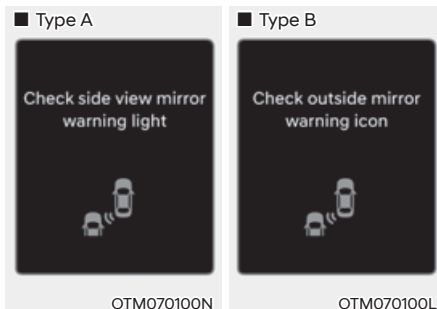 ■ Type A
Check side view mirror
warning light
OTM070100N
■ Type B
Check outside mirror
warning icon
OTM070100L